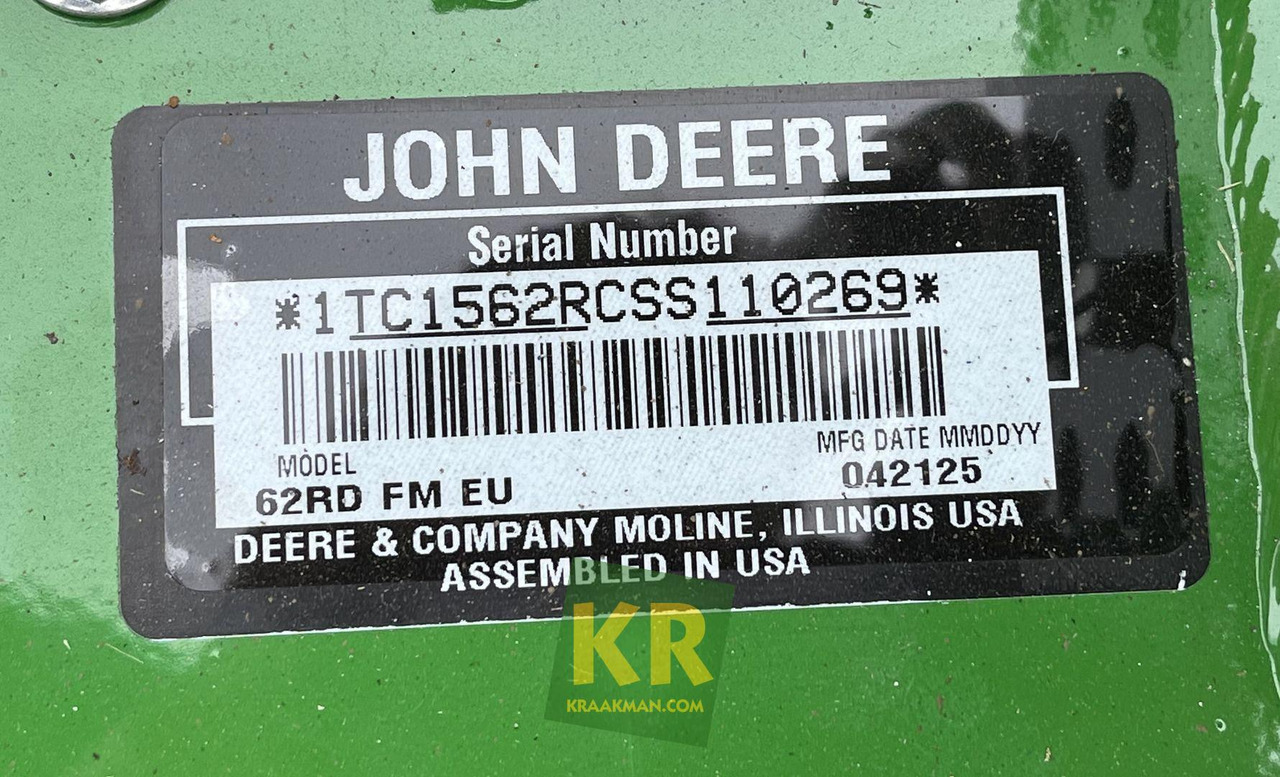 JOHN DEERE
Serial Number
*1TC1562RCSS110269*
MODEL
MFG DATE MMDDYY
62RD FM EU
042125
DEERE & COMPANY MOLINE, ILLINOIS USA
ASSEMBLED IN USA
KR
KRAAKMAN.COM